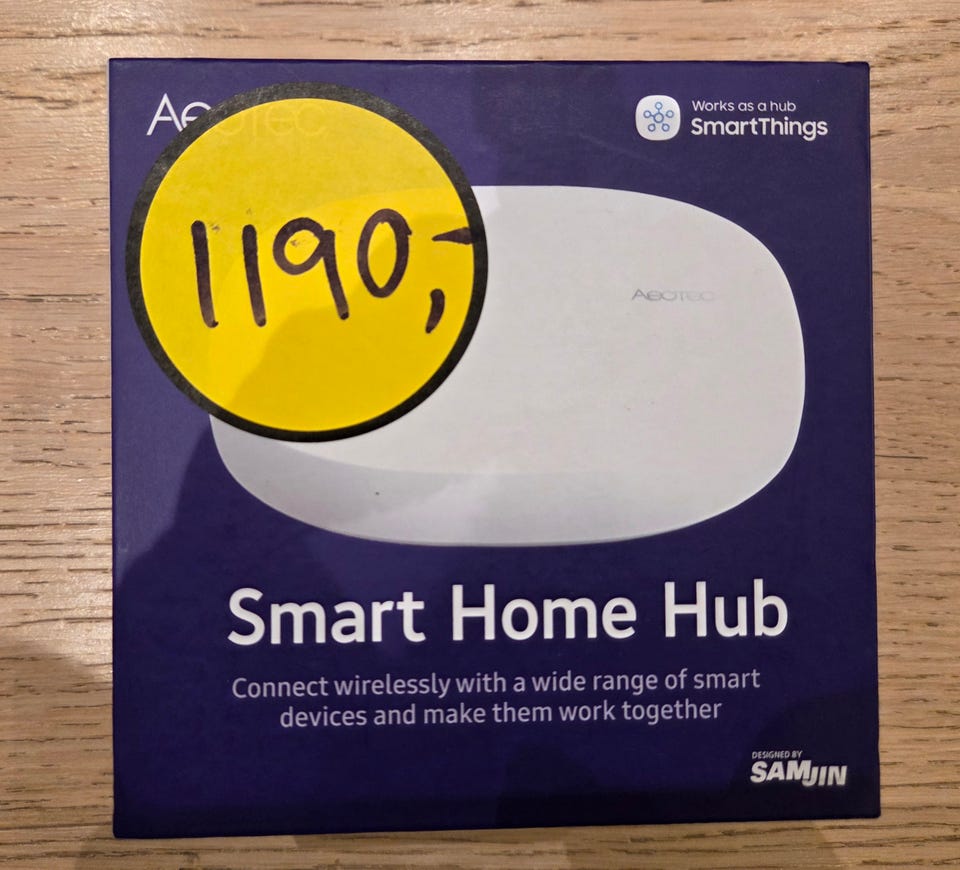 Aeotec
Works as a hub
SmartThings
1190,-
AEOTEC
Smart Home Hub
Connect wirelessly with a wide range of smart
devices and make them work together
DESIGNED BY
SAMJIN